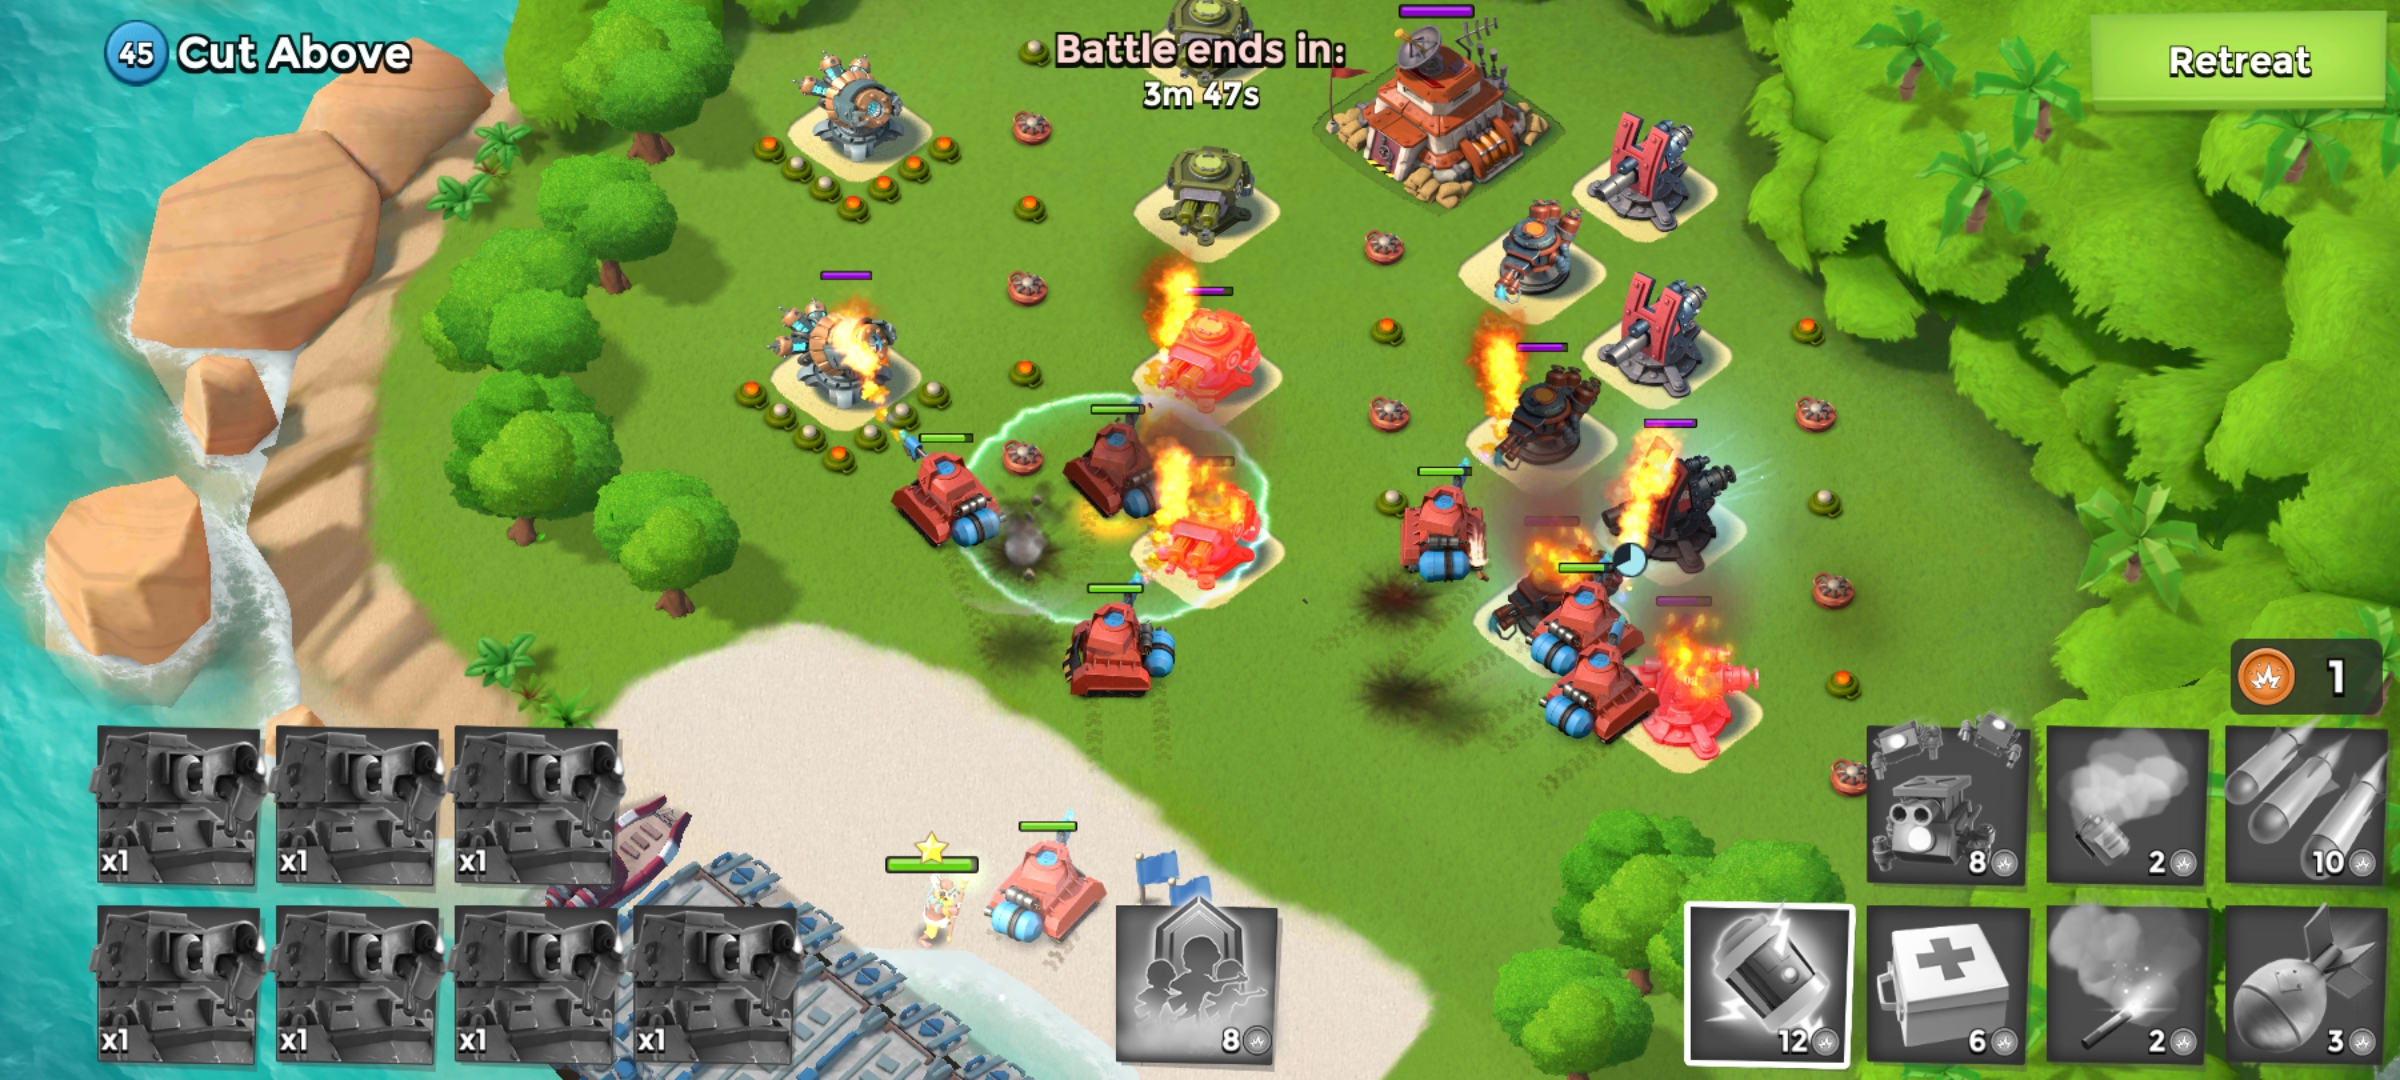 45 Cut Above
Battle ends in:
3m 47s
Retreat
1
x1 x1 x1
8 2 10
x1 x1 x1 x1
8 12 6 2 3